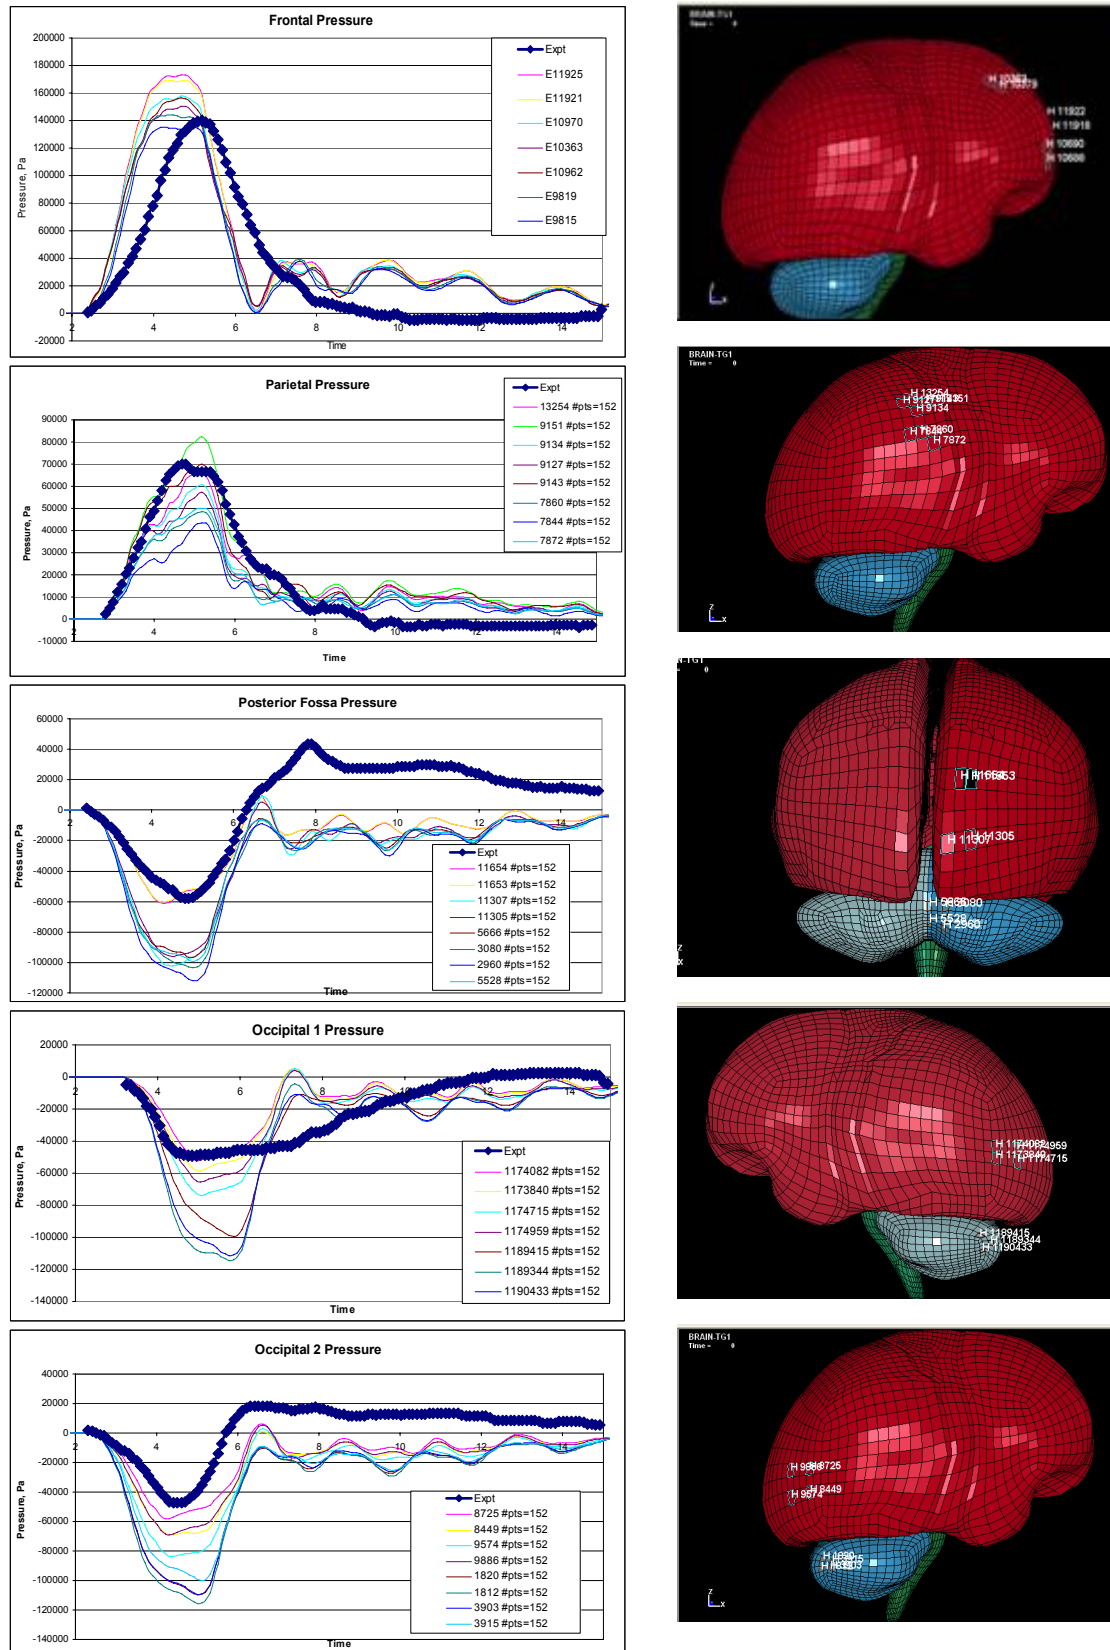 Frontal Pressure
200000
180000
160000
140000
120000
100000
80000
60000
40000
20000
0
-20000
Pressure, Pa
2 4 6 8 10 12 14
Time
Expt
E11925
E11921
E10970
E10363
E10962
E9819
E9815
Time = 0
H 11922
H 11918
H 10690
x
Parietal Pressure
90000
80000
70000
60000
50000
40000
30000
20000
10000
0
-10000
Pressure, Pa
2 4 6 8 10 12 14
Time
Expt
13254 #pts=152
9151 #pts=152
9134 #pts=152
9127 #pts=152
9143 #pts=152
7860 #pts=152
7844 #pts=152
7872 #pts=152
BRAIN-TG1
Time = 0
H 13254
H 9134
H 7872
Z
X
Posterior Fossa Pressure
60000
40000
20000
0
-20000
-40000
-60000
-80000
-100000
-120000
Pressure, Pa
2 4 6 8 10 12 14
Time
Expt
11654 #pts=152
11653 #pts=152
11307 #pts=152
11305 #pts=152
5666 #pts=152
3080 #pts=152
2960 #pts=152
5528 #pts=152
N-TG1
0
H 11305
H 11307
H 5528
H 2960
Z
X
Occipital 1 Pressure
20000
0
-20000
-40000
-60000
-80000
-100000
-120000
-140000
Pressure, Pa
2 4 6 8 10 12 14
Time
Expt
1174082 #pts=152
1173840 #pts=152
1174715 #pts=152
1174959 #pts=152
1189415 #pts=152
1189344 #pts=152
1190433 #pts=152
H 1189415
H 1189344
H 1190433
Occipital 2 Pressure
40000
20000
0
-20000
-40000
-60000
-80000
-100000
-120000
-140000
Pressure, Pa
2 4 6 8 10 12 14
Time
Expt
8725 #pts=152
8449 #pts=152
9574 #pts=152
9886 #pts=152
1820 #pts=152
1812 #pts=152
3903 #pts=152
3915 #pts=152
BRAIN-TG1
Time = 0
H 8725
H 8449
H 9574
Z
X